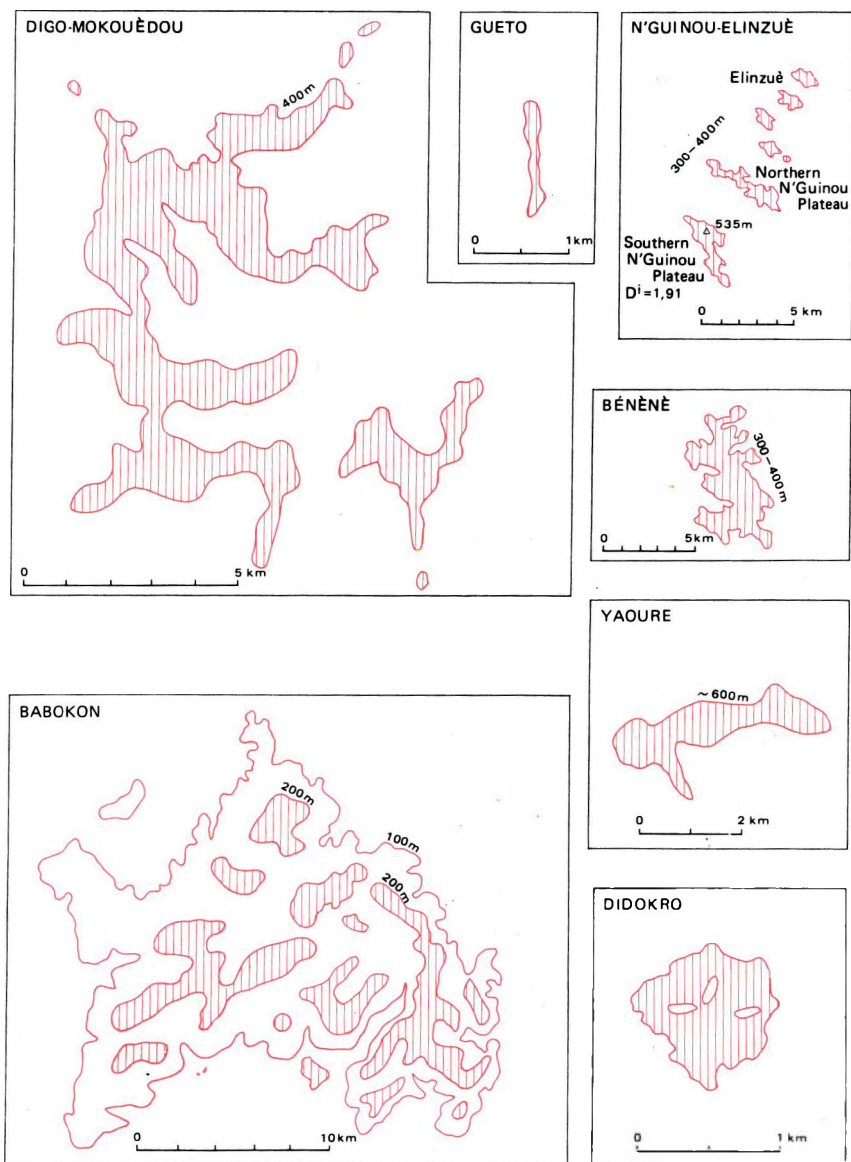 DIGO-MOKOUÈDOU
400m
0 5 km
GUETO
0 1km
N'GUINOU-ELINZUÈ
Elinzuè
300–400m
Northern
N'Guinou
Plateau
535m
Southern
N'Guinou
Plateau
Dⁱ=1,91
0 5 km
BÉNÈNÈ
300–400m
0 5km
YAOURE
~600m
0 2 km
BABOKON
200m
100m
200m
0 10km
DIDOKRO
0 1 km